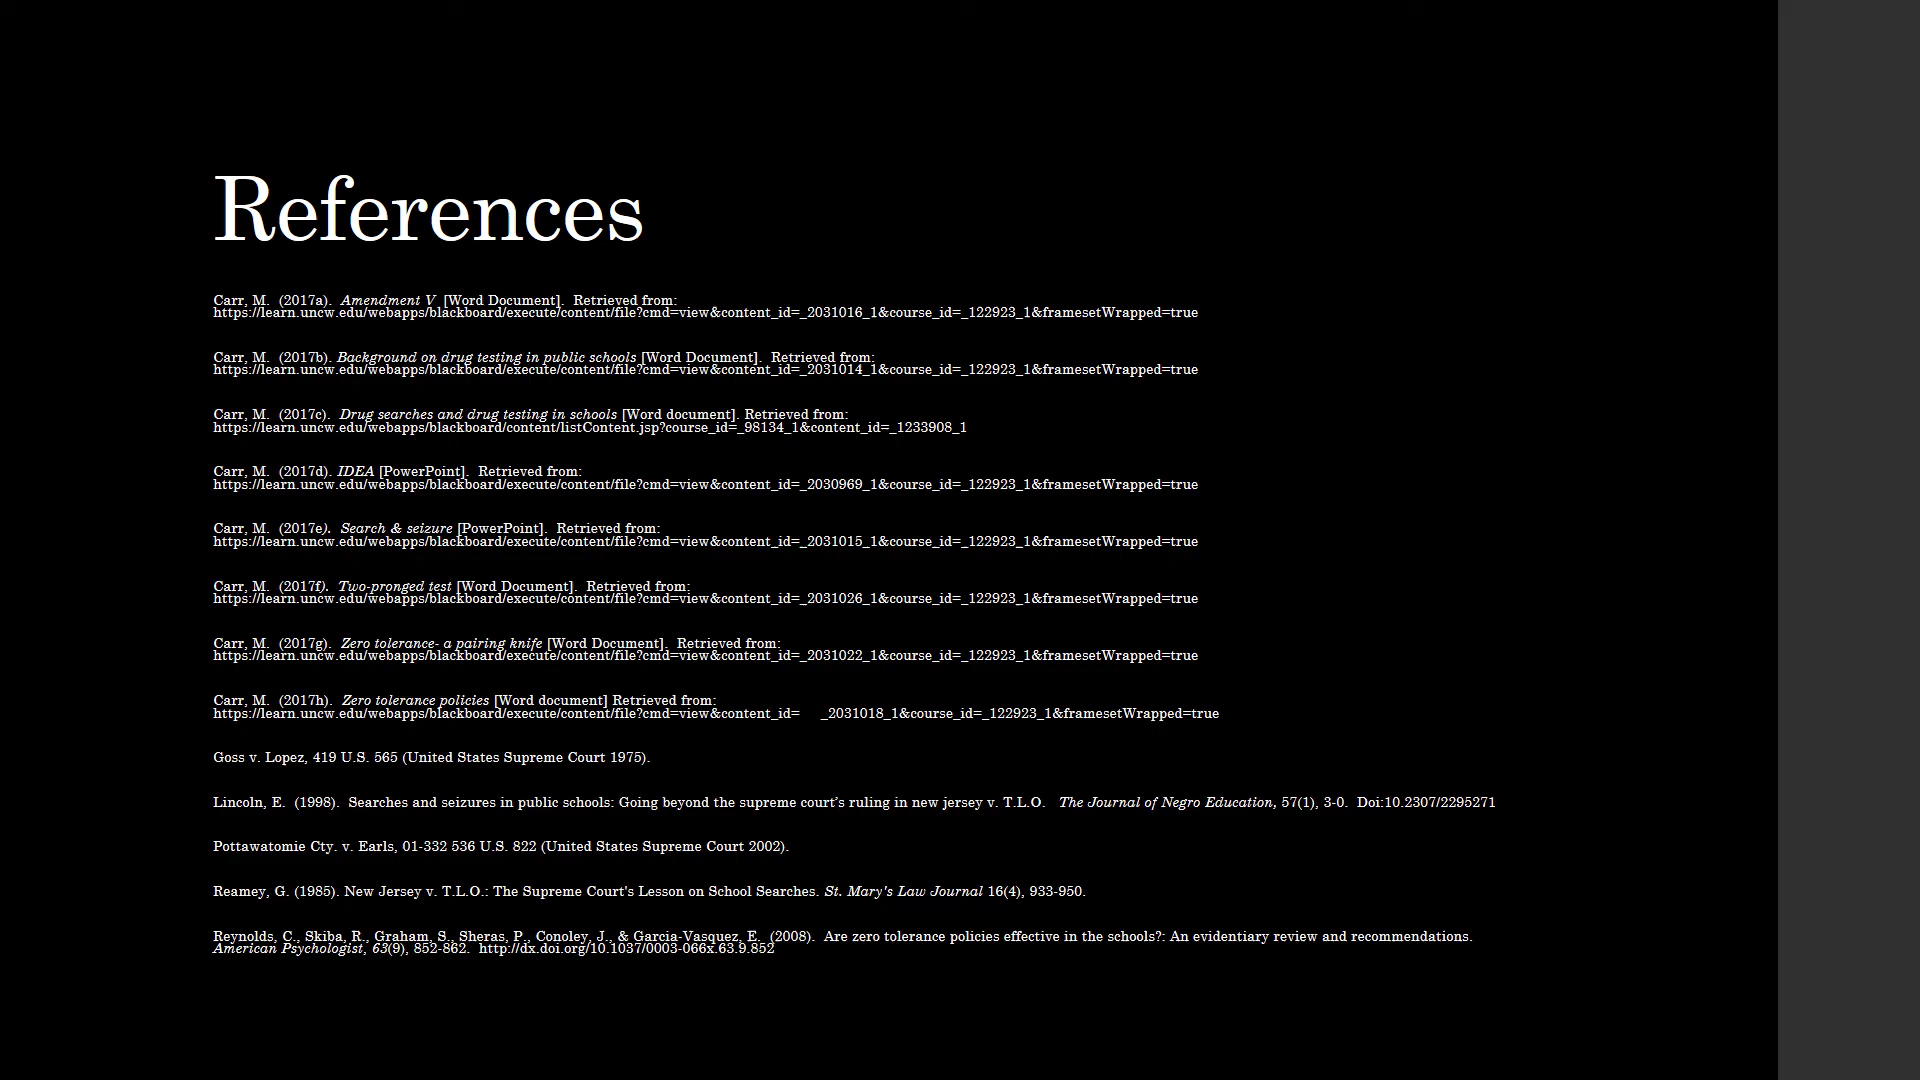 References
Carr, M.  (2017a).  Amendment V  [Word Document].  Retrieved from:
https://learn.uncw.edu/webapps/blackboard/execute/content/file?cmd=view&content_id=_2031016_1&course_id=_122923_1&framesetWrapped=true
Carr, M.  (2017b). Background on drug testing in public schools [Word Document].  Retrieved from:
https://learn.uncw.edu/webapps/blackboard/execute/content/file?cmd=view&content_id=_2031014_1&course_id=_122923_1&framesetWrapped=true
Carr, M.  (2017c).  Drug searches and drug testing in schools [Word document]. Retrieved from:
https://learn.uncw.edu/webapps/blackboard/content/listContent.jsp?course_id=_98134_1&content_id=_1233908_1
Carr, M.  (2017d). IDEA [PowerPoint].  Retrieved from:
https://learn.uncw.edu/webapps/blackboard/execute/content/file?cmd=view&content_id=_2030969_1&course_id=_122923_1&framesetWrapped=true
Carr, M.  (2017e).  Search & seizure [PowerPoint].  Retrieved from:
https://learn.uncw.edu/webapps/blackboard/execute/content/file?cmd=view&content_id=_2031015_1&course_id=_122923_1&framesetWrapped=true
Carr, M.  (2017f).  Two-pronged test [Word Document].  Retrieved from:
https://learn.uncw.edu/webapps/blackboard/execute/content/file?cmd=view&content_id=_2031026_1&course_id=_122923_1&framesetWrapped=true
Carr, M.  (2017g).  Zero tolerance- a pairing knife [Word Document].  Retrieved from:
https://learn.uncw.edu/webapps/blackboard/execute/content/file?cmd=view&content_id=_2031022_1&course_id=_122923_1&framesetWrapped=true
Carr, M.  (2017h).  Zero tolerance policies [Word document] Retrieved from:
https://learn.uncw.edu/webapps/blackboard/execute/content/file?cmd=view&content_id=     _2031018_1&course_id=_122923_1&framesetWrapped=true
Goss v. Lopez, 419 U.S. 565 (United States Supreme Court 1975).
Lincoln, E.  (1998).  Searches and seizures in public schools: Going beyond the supreme court’s ruling in new jersey v. T.L.O.   The Journal of Negro Education, 57(1), 3-0.  Doi:10.2307/2295271
Pottawatomie Cty. v. Earls, 01-332 536 U.S. 822 (United States Supreme Court 2002).
Reamey, G. (1985). New Jersey v. T.L.O.: The Supreme Court's Lesson on School Searches. St. Mary's Law Journal 16(4), 933-950.
Reynolds, C., Skiba, R., Graham, S., Sheras, P., Conoley, J., & Garcia-Vasquez, E.  (2008).  Are zero tolerance policies effective in the schools?: An evidentiary review and recommendations.
American Psychologist, 63(9), 852-862.  http://dx.doi.org/10.1037/0003-066x.63.9.852